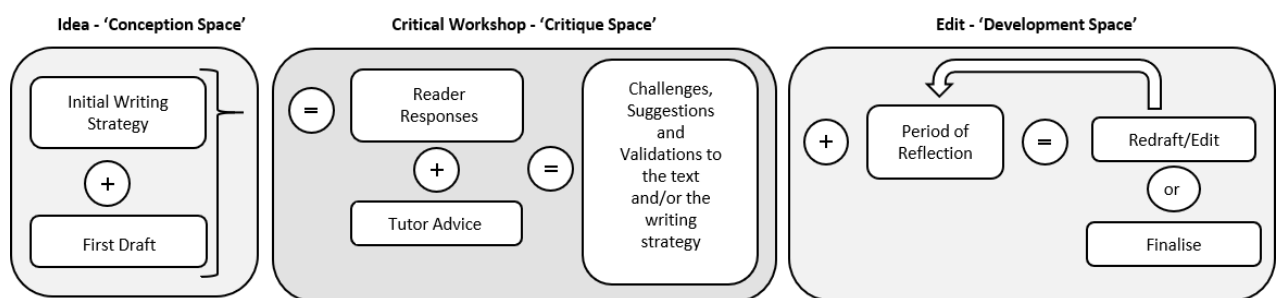 Idea - ‘Conception Space’
Initial Writing
Strategy
+
First Draft
Critical Workshop - ‘Critique Space’
=
Reader
Responses
+
Tutor Advice
=
Challenges,
Suggestions
and
Validations to
the text
and/or the
writing
strategy
Edit - ‘Development Space’
+
Period of
Reflection
=
Redraft/Edit
or
Finalise